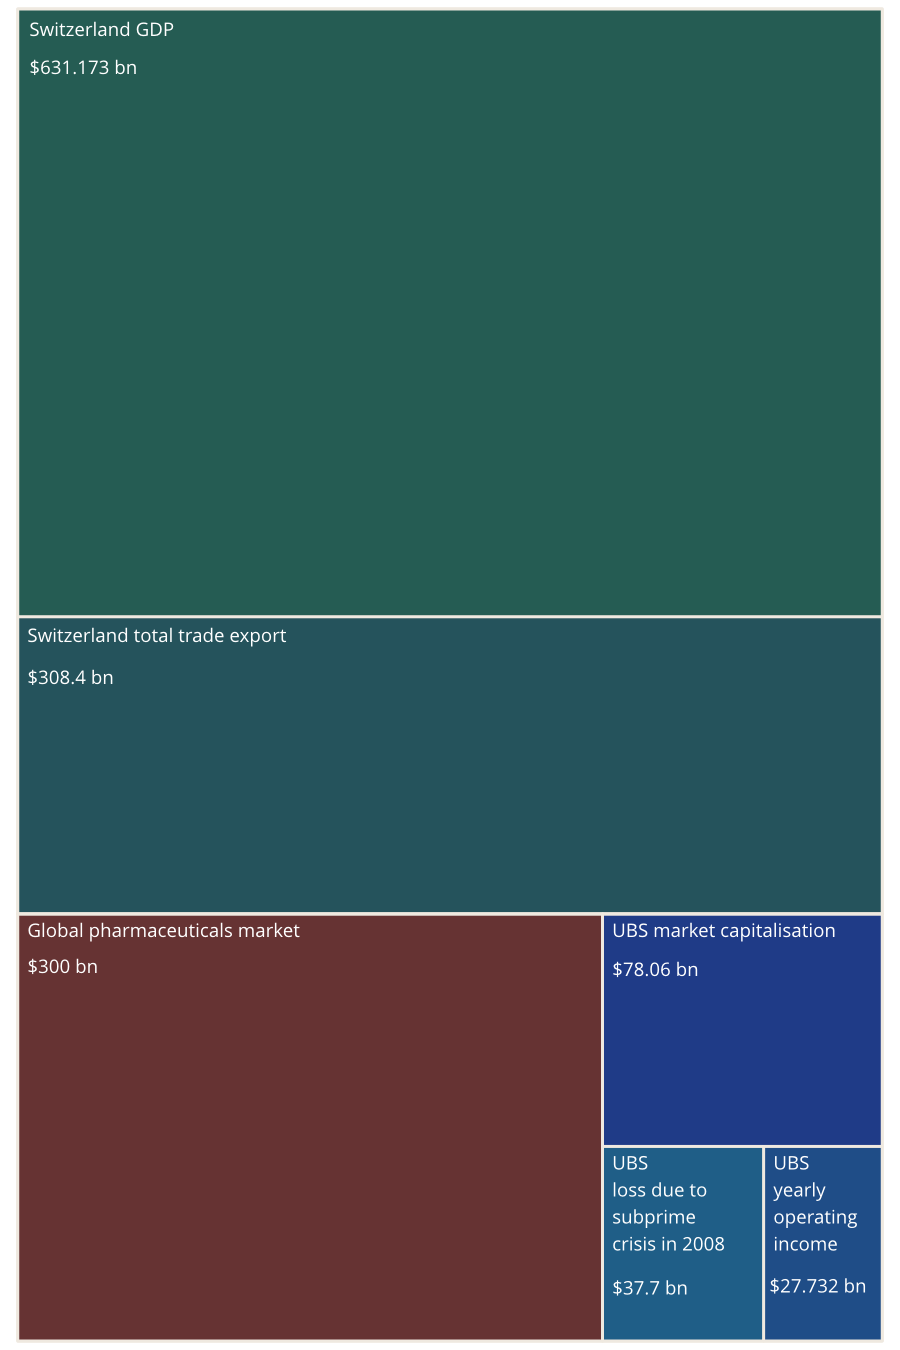 Switzerland GDP
$631.173 bn
Switzerland total trade export
$308.4 bn
Global pharmaceuticals market
$300 bn
UBS market capitalisation
$78.06 bn
UBS
loss due to
subprime
crisis in 2008
$37.7 bn
UBS
yearly
operating
income
$27.732 bn